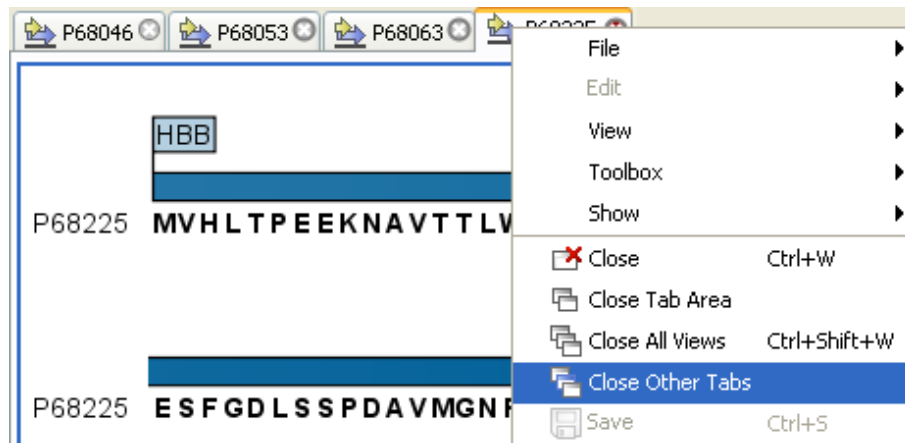 P68046 P68053 P68063 P68225
File
Edit
HBB
View
Toolbox
P68225 MVHLTPEEKNAVTTLW
Show
Close Ctrl+W
Close Tab Area
Close All Views Ctrl+Shift+W
Close Other Tabs
P68225 ESFGDLSSPDAVMGN
Save Ctrl+S